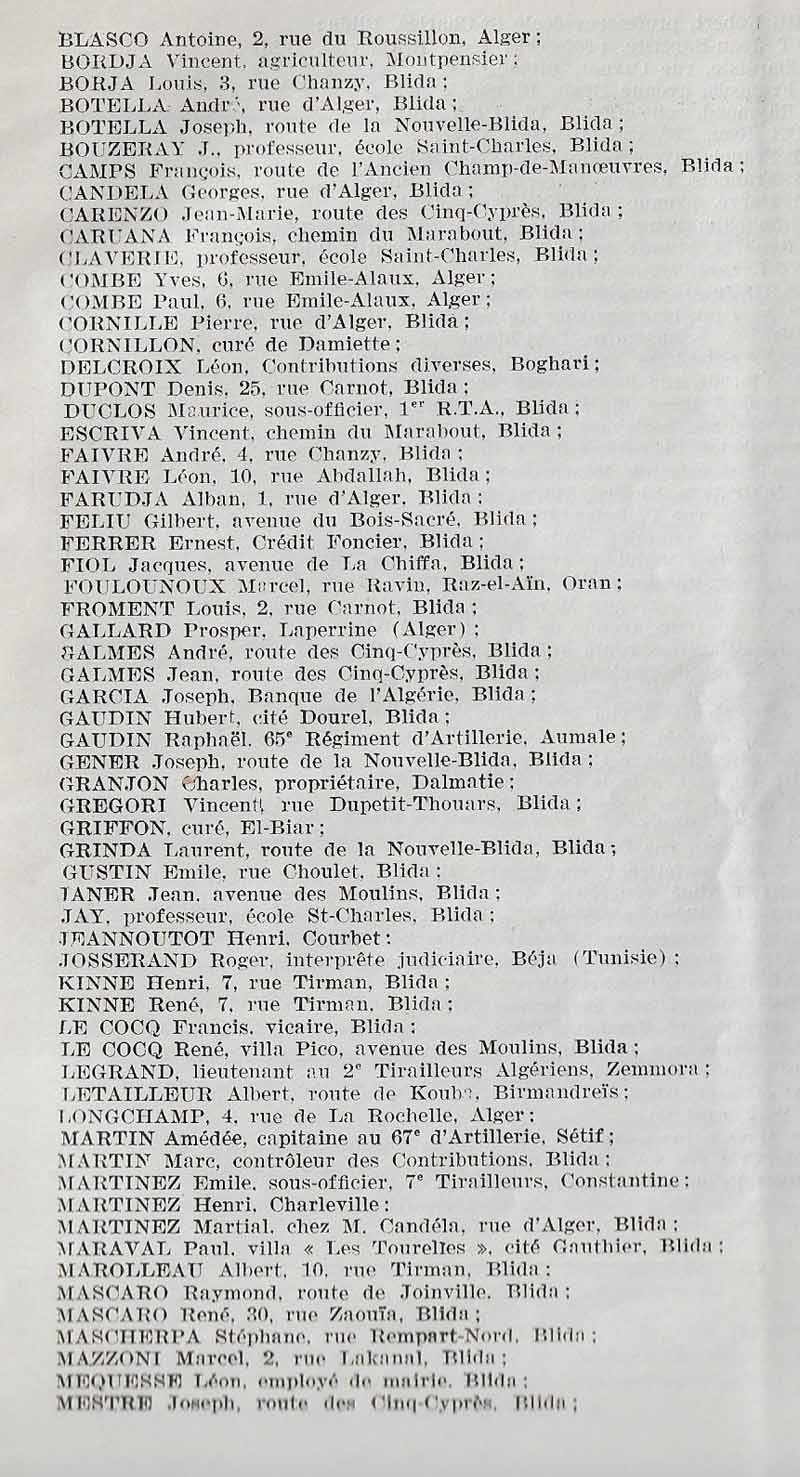 BLASCO Antoine, 2, rue du Roussillon, Alger ;
BORDJA Vincent, agriculteur, Montpensier ;
BORJA Louis, 3, rue Chanzy, Blida ;
BOTELLA André, rue d'Alger, Blida ;
BOTELLA Joseph, route de la Nouvelle-Blida, Blida ;
BOUZERAY J., professeur, école Saint-Charles, Blida ;
CAMPS François, route de l'Ancien Champ-de-Manœuvres, Blida ;
CANDELA Georges, rue d'Alger, Blida ;
CARENZO Jean-Marie, route des Cinq-Cyprès, Blida ;
CARUANA François, chemin du Marabout, Blida ;
CLAVERIE, professeur, école Saint-Charles, Blida ;
COMBE Yves, 6, rue Emile-Alaux, Alger ;
COMBE Paul, 6, rue Emile-Alaux, Alger ;
CORNILLE Pierre, rue d'Alger, Blida ;
CORNILLON, curé de Damiette ;
DELCROIX Léon, Contributions diverses, Boghari ;
DUPONT Denis, 25, rue Carnot, Blida ;
DUCLOS Maurice, sous-officier, 1er R.T.A., Blida ;
ESCRIVA Vincent, chemin du Marabout, Blida ;
FAIVRE André, 4, rue Chanzy, Blida ;
FAIVRE Léon, 10, rue Abdallah, Blida ;
FARUDJA Alban, 1, rue d'Alger, Blida ;
FELIU Gilbert, avenue du Bois-Sacré, Blida ;
FERRER Ernest, Crédit Foncier, Blida ;
FIOL Jacques, avenue de La Chiffa, Blida ;
FOULOUNOUX Marcel, rue Ravin, Raz-el-Aïn, Oran ;
FROMENT Louis, 2, rue Carnot, Blida ;
GALLARD Prosper, Laperrine (Alger) ;
GALMES André, route des Cinq-Cyprès, Blida ;
GALMES Jean, route des Cinq-Cyprès, Blida ;
GARCIA Joseph, Banque de l'Algérie, Blida ;
GAUDIN Hubert, cité Dourel, Blida ;
GAUDIN Raphaël, 65e Régiment d'Artillerie, Aumale ;
GENER Joseph, route de la Nouvelle-Blida, Blida ;
GRANJON Charles, propriétaire, Dalmatie ;
GREGORI Vincent, rue Dupetit-Thouars, Blida ;
GRIFFON, curé, El-Biar ;
GRINDA Laurent, route de la Nouvelle-Blida, Blida ;
GUSTIN Emile, rue Choulet, Blida :
JANER Jean, avenue des Moulins, Blida ;
JAY, professeur, école St-Charles, Blida ;
JEANNOUTOT Henri, Courbet :
JOSSERAND Roger, interprête judiciaire, Béja (Tunisie) ;
KINNE Henri, 7, rue Tirman, Blida ;
KINNE René, 7, rue Tirman, Blida ;
LE COCQ Francis, vicaire, Blida ;
LE COCQ René, villa Pico, avenue des Moulins, Blida ;
LEGRAND, lieutenant au 2e Tirailleurs Algériens, Zemmora ;
LETAILLEUR Albert, route de Kouba, Birmandreïs ;
LONGCHAMP, 4, rue de La Rochelle, Alger ;
MARTIN Amédée, capitaine au 67e d'Artillerie, Sétif ;
MARTIN Marc, contrôleur des Contributions, Blida ;
MARTINEZ Emile, sous-officier, 7e Tirailleurs, Constantine ;
MARTINEZ Henri, Charleville :
MARTINEZ Martial, chez M. Candéla, rue d'Alger, Blida ;
MARAVAL Paul, villa « Les Tourelles », cité Gauthier, Blida ;
MAROLLEAU Albert, 10, rue Tirman, Blida ;
MASCARO Raymond, route de Joinville, Blida ;
MASCARO René, 30, rue Zaouïa, Blida ;
MASCHERPA Stéphane, rue Rempart-Nord, Blida ;
MAZZONI Marcel, 2, rue Lakanal, Blida ;
MEQUESSE Léon, employé de mairie, Blida ;
MESTRE Joseph, route des Cinq-Cyprès, Blida ;